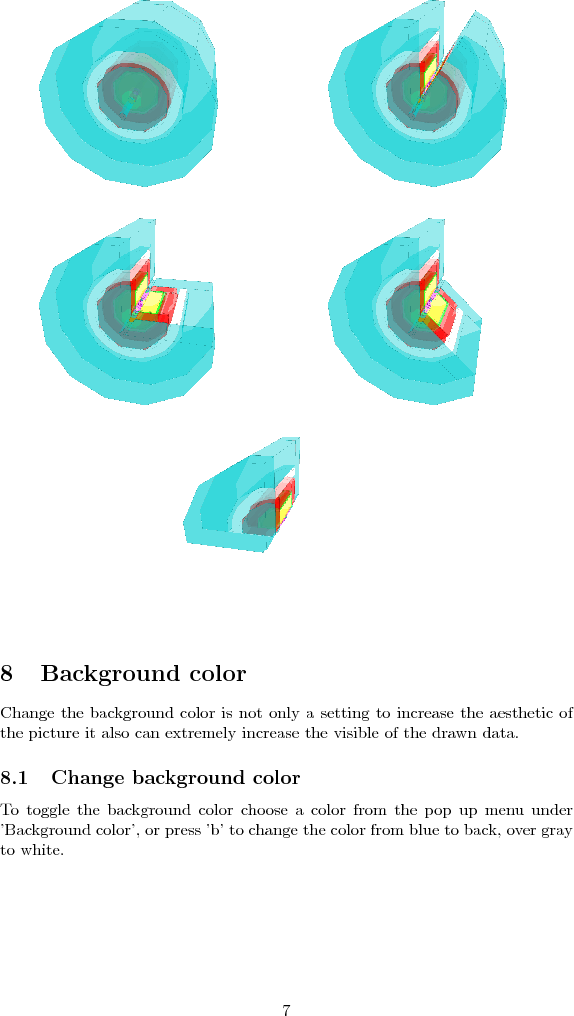 8 Background color
Change the background color is not only a setting to increase the aesthetic of
the picture it also can extremely increase the visible of the drawn data.
8.1 Change background color
To toggle the background color choose a color from the pop up menu under
'Background color', or press 'b' to change the color from blue to back, over gray
to white.
7